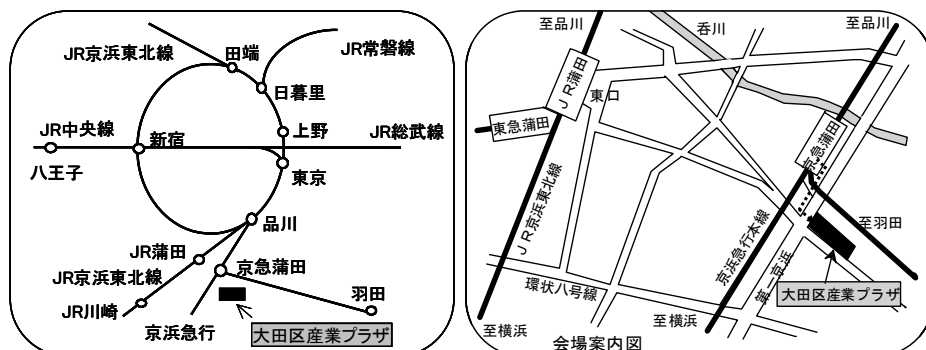 JR京浜東北線
田端
JR常磐線
日暮里
上野
JR中央線
新宿
JR総武線
八王子
東京
品川
JR蒲田
京急蒲田
JR京浜東北線
羽田
JR川崎
京浜急行
大田区産業プラザ
至品川
呑川
至品川
JR蒲田
東口
東急蒲田
京急蒲田
JR京浜東北線
京浜急行本線
至羽田
第一京浜
環状八号線
大田区産業プラザ
至横浜
至横浜
会場案内図